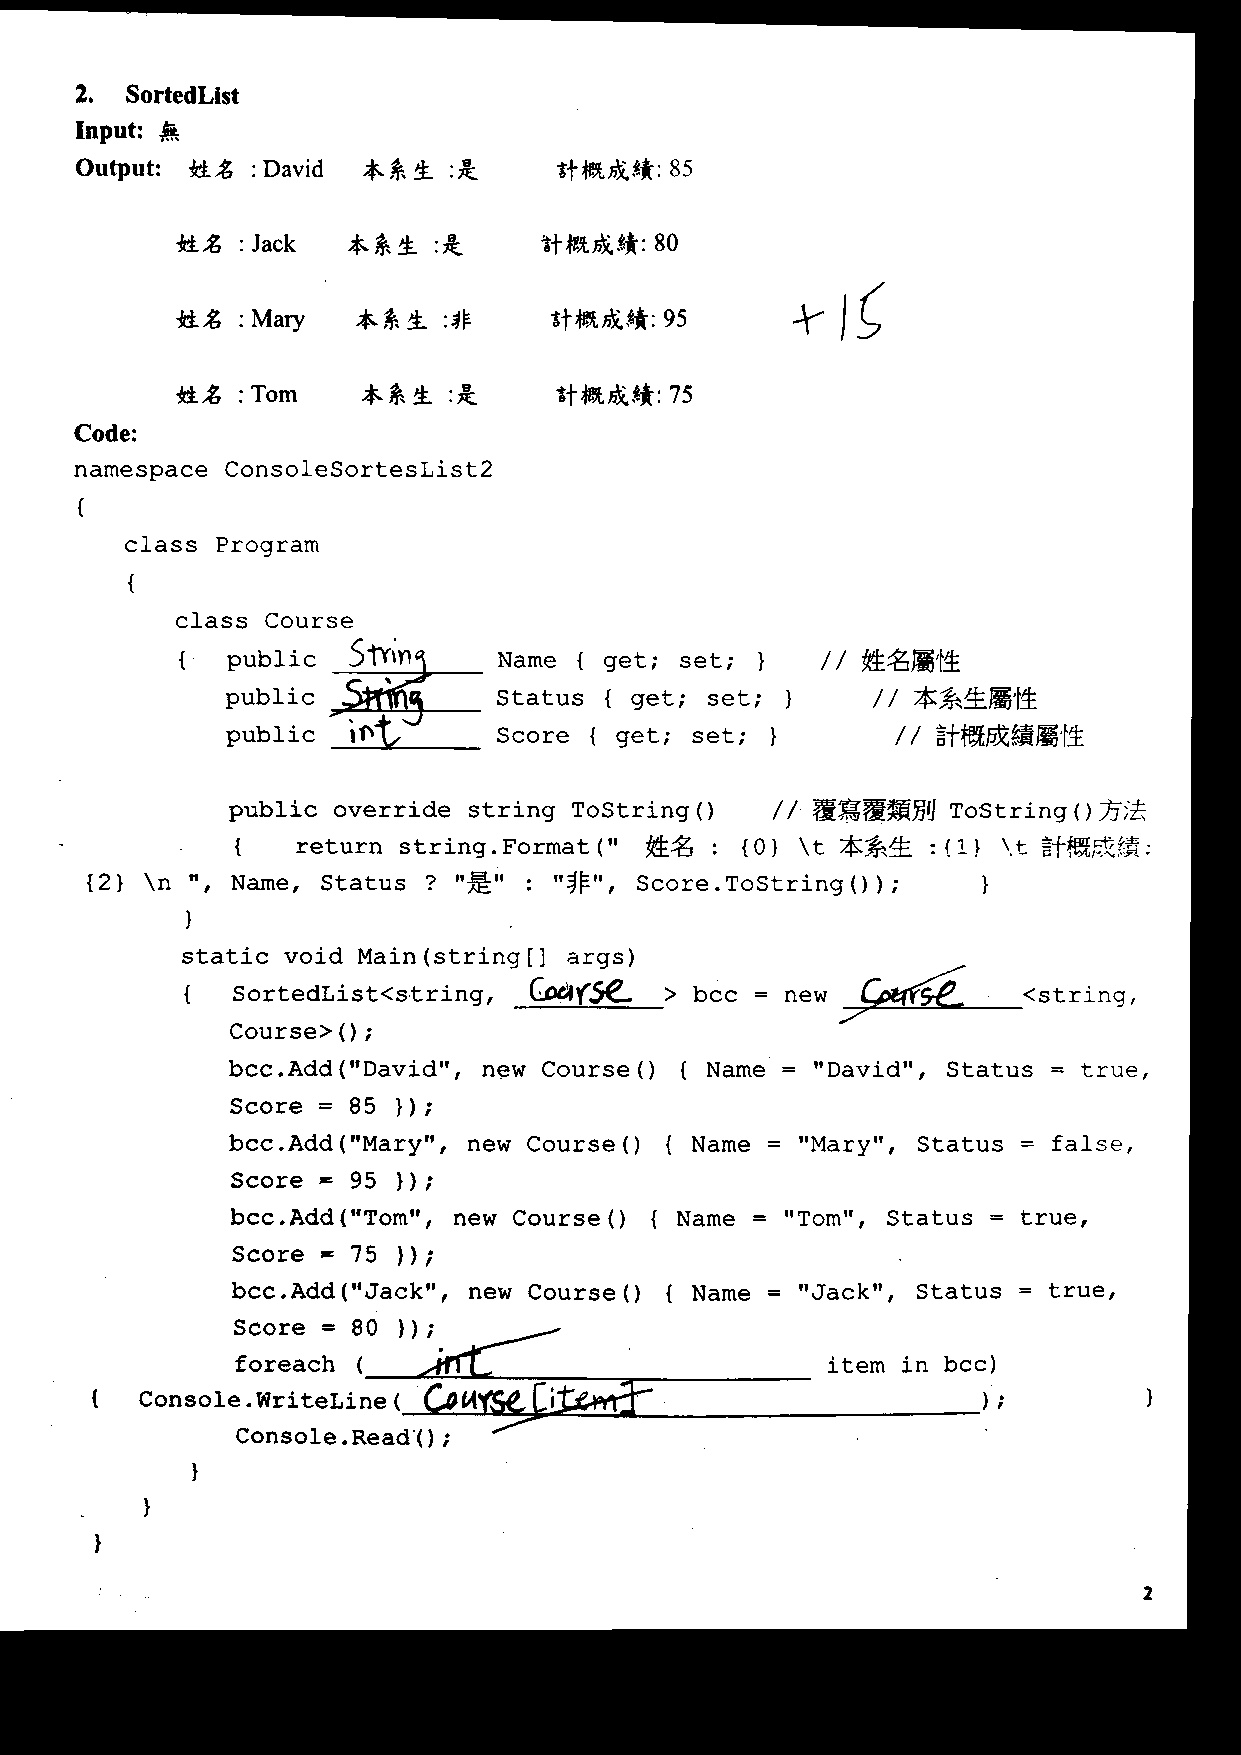 2. SortedList
Input: 無
Output: 姓名 : David 本系生 :是 計概成績: 85
姓名 : Jack 本系生 :是 計概成績: 80
姓名 : Mary 本系生 :非 計概成績: 95 +15
姓名 : Tom 本系生 :是 計概成績: 75
Code:
namespace ConsoleSortesList2
{
class Program
{
class Course
{ public String Name { get; set; } // 姓名屬性
public String Status { get; set; } // 本系生屬性
public int Score { get; set; } // 計概成績屬性
public override string ToString() // 覆寫覆類別 ToString()方法
{ return string.Format(" 姓名 : {0} \t 本系生 :{1} \t 計概成績:
{2} \n ", Name, Status ? "是" : "非", Score.ToString()); }
}
static void Main(string[] args)
{ SortedList<string, Course > bcc = new Course <string,
Course>();
bcc.Add("David", new Course() { Name = "David", Status = true,
Score = 85 });
bcc.Add("Mary", new Course() { Name = "Mary", Status = false,
Score = 95 });
bcc.Add("Tom", new Course() { Name = "Tom", Status = true,
Score = 75 });
bcc.Add("Jack", new Course() { Name = "Jack", Status = true,
Score = 80 });
foreach ( int item in bcc)
{ Console.WriteLine( Course[item] ); }
Console.Read();
}
}
}
2